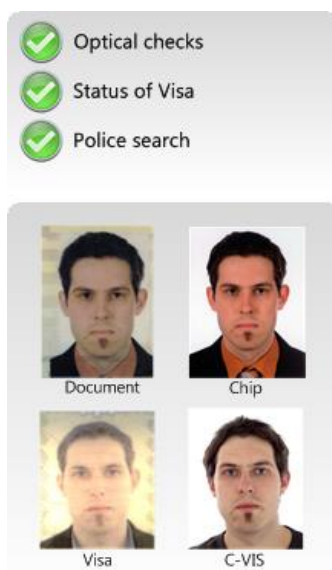 Optical checks
Status of Visa
Police search
Document
Chip
Visa
C-VIS